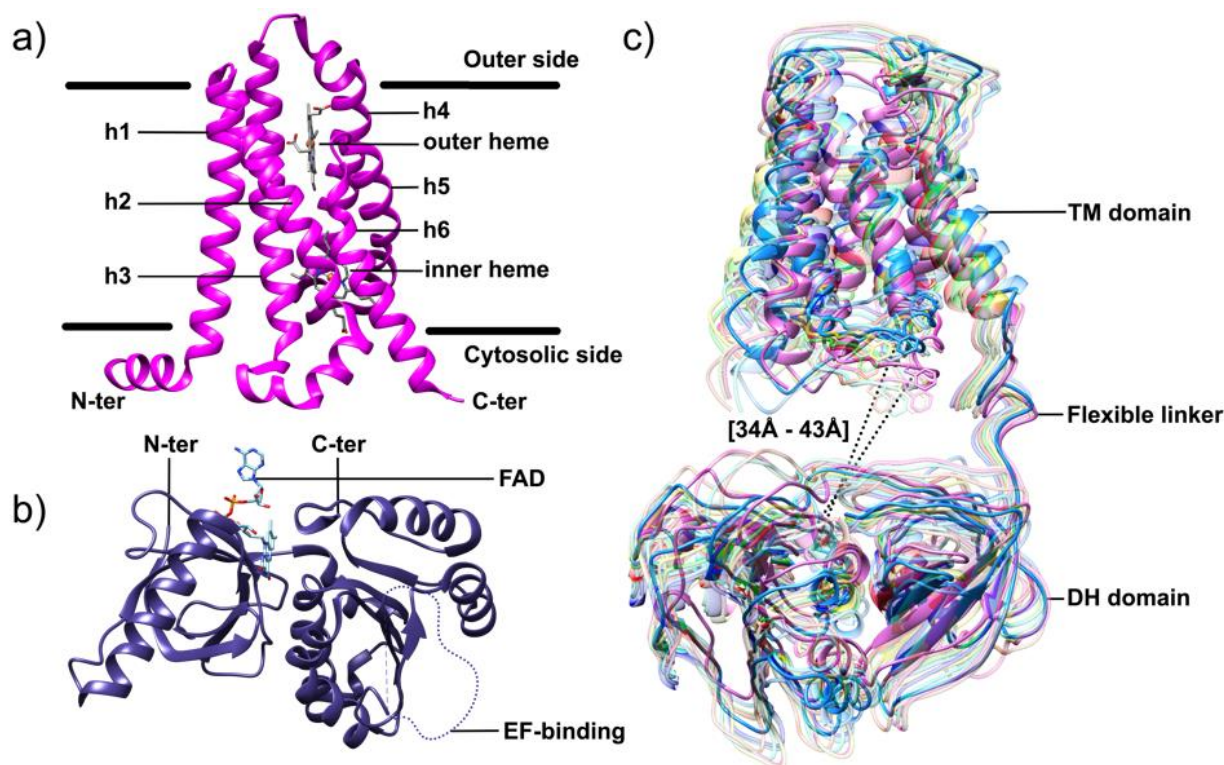 a)
Outer side
h1
h4
outer heme
h2
h5
h6
h3
inner heme
Cytosolic side
N-ter
C-ter
b)
N-ter
C-ter
FAD
EF-binding
c)
TM domain
Flexible linker
[34Å - 43Å]
DH domain